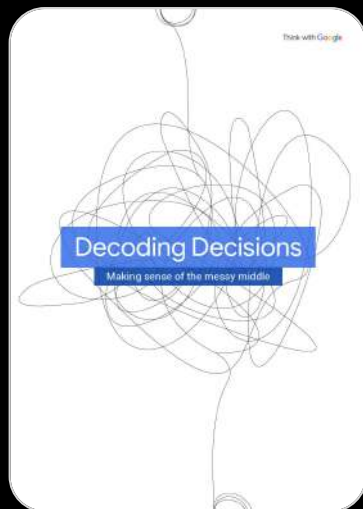 Think with Google
Decoding Decisions
Making sense of the messy middle